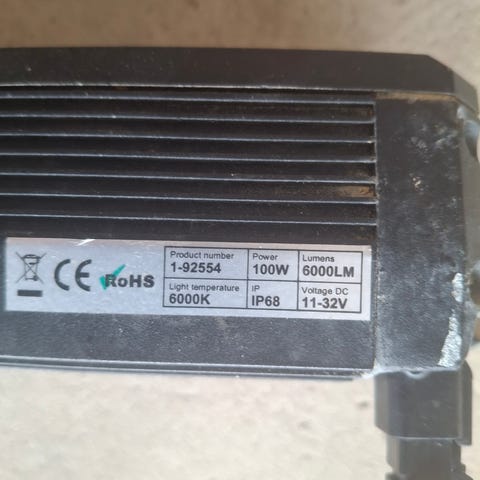 CE RoHS
Product number Power Lumens
1-92554 100W 6000LM
Light temperature IP Voltage DC
6000K IP68 11-32V